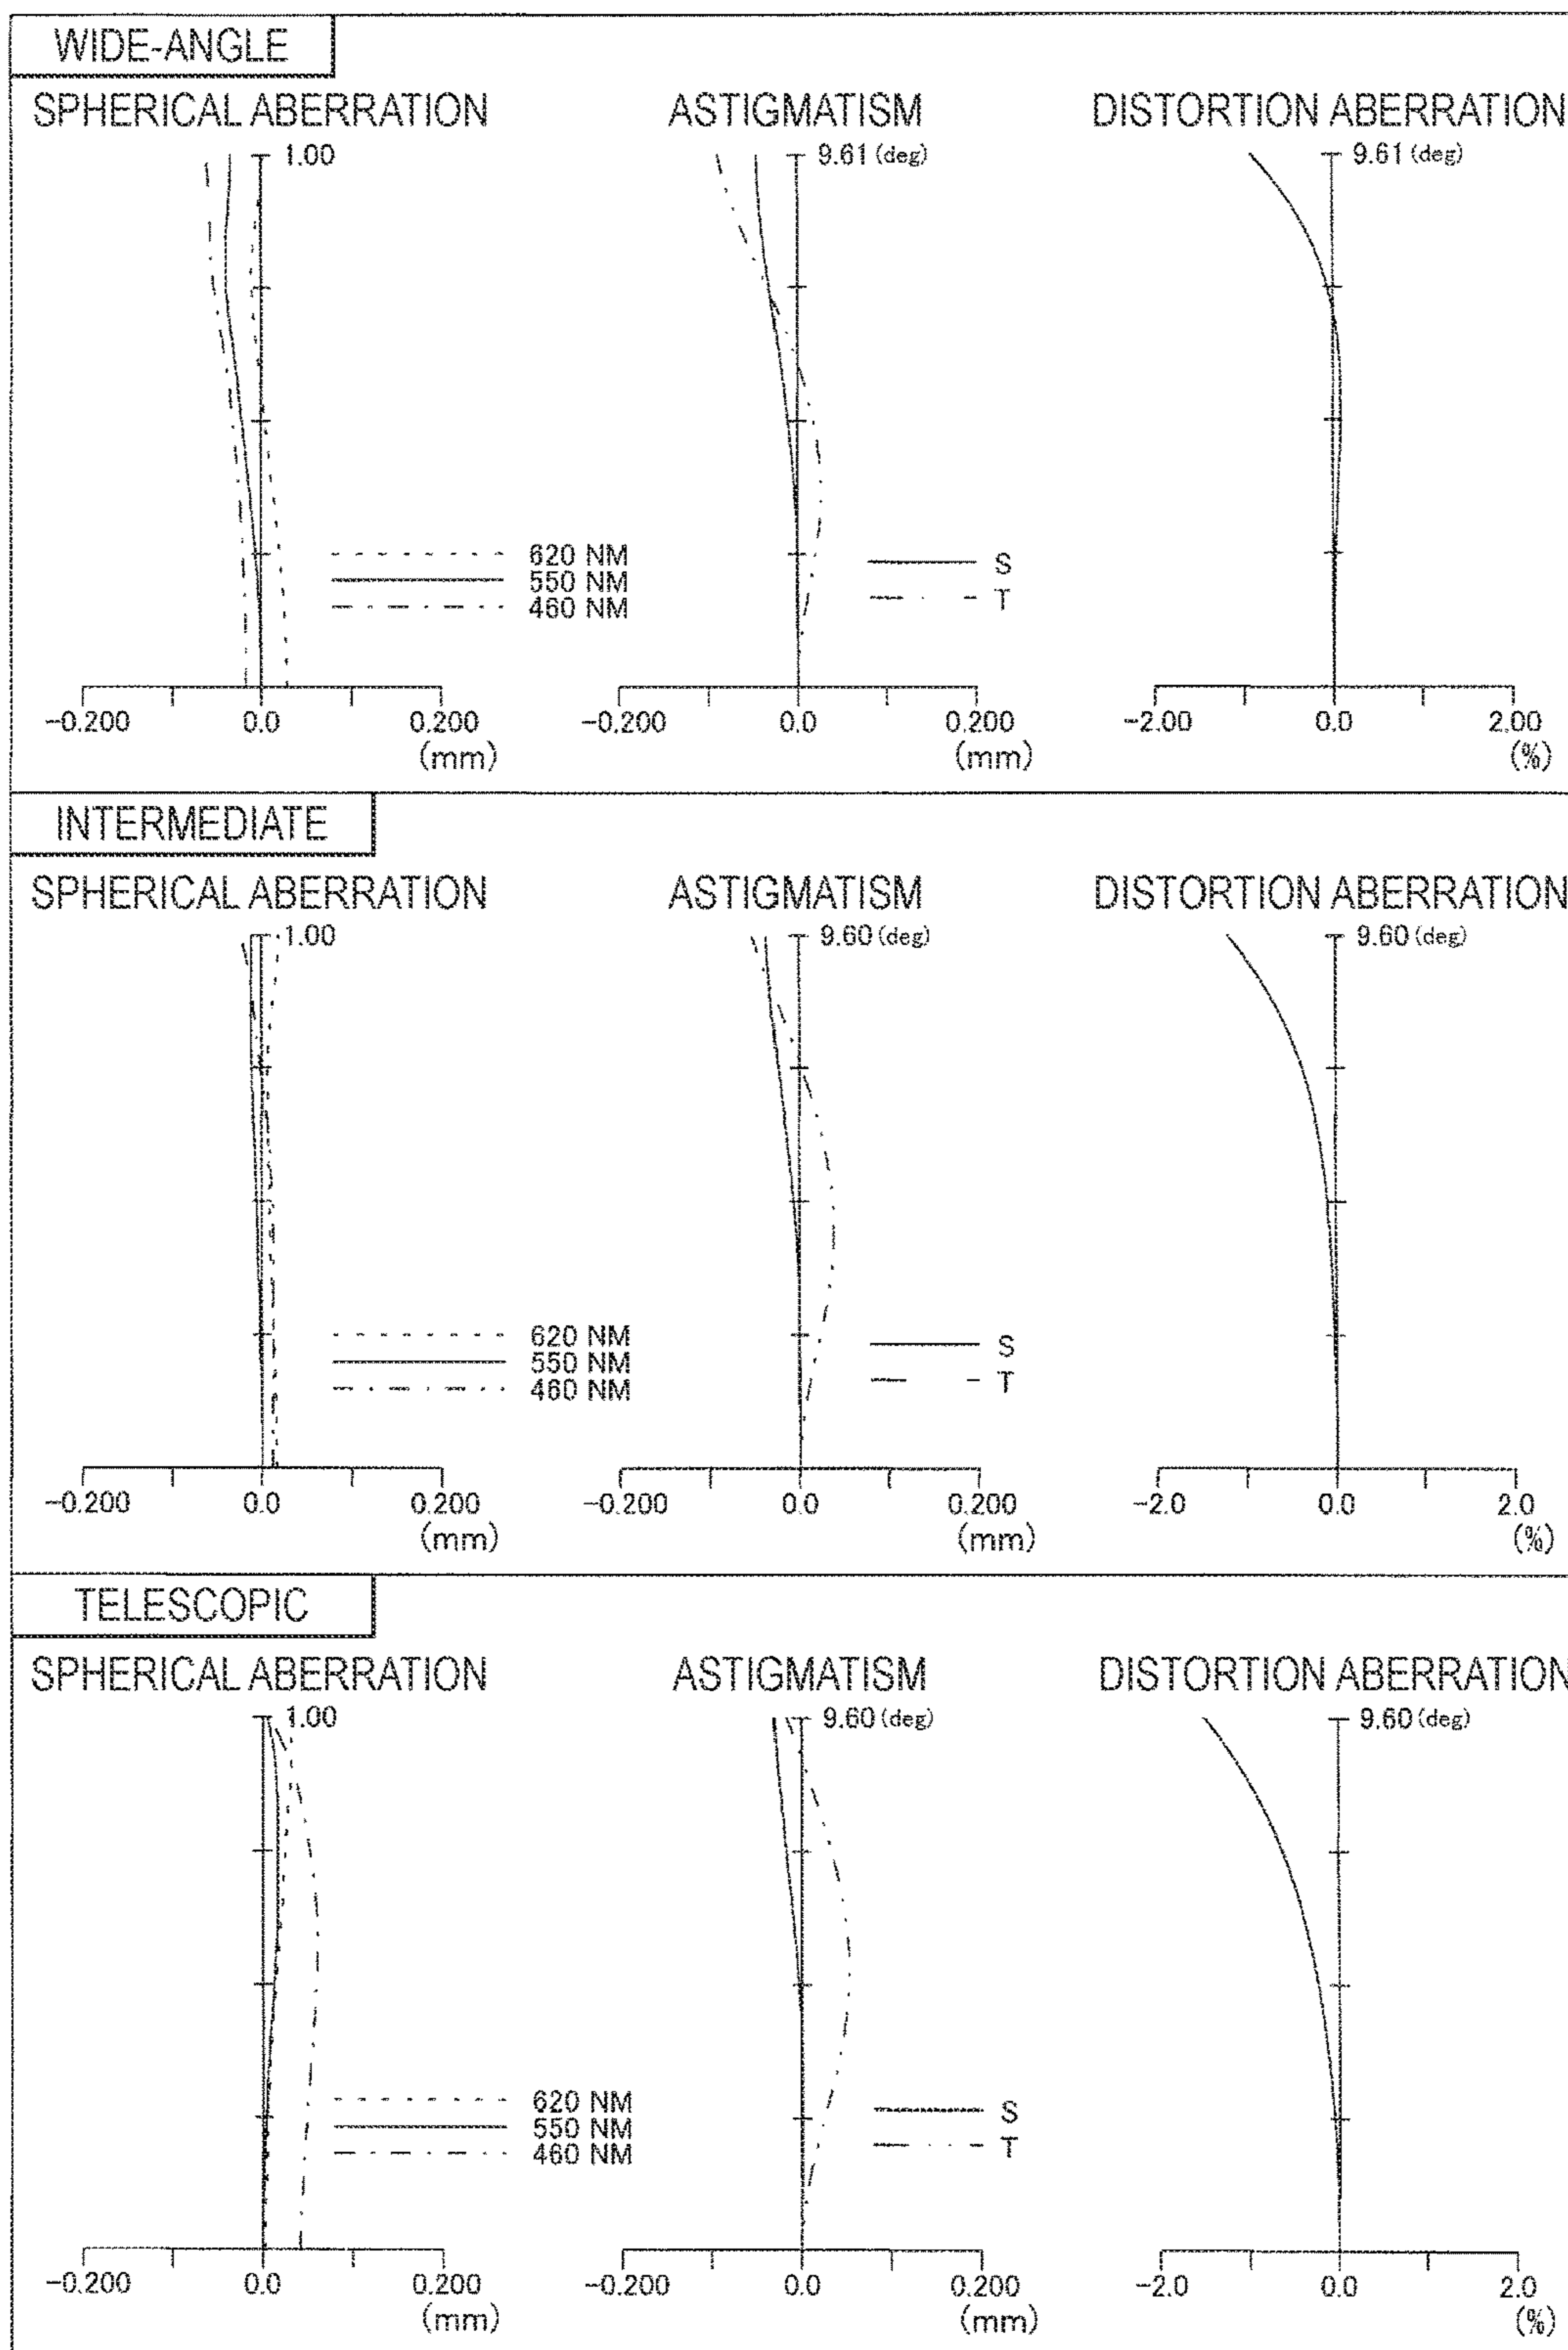 WIDE-ANGLE
SPHERICAL ABERRATION
1.00
620 NM
550 NM
460 NM
-0.200 0.0 0.200
(mm)
ASTIGMATISM
9.61 (deg)
S
T
-0.200 0.0 0.200
(mm)
DISTORTION ABERRATION
9.61 (deg)
-2.00 0.0 2.00
(%)
INTERMEDIATE
SPHERICAL ABERRATION
1.00
620 NM
550 NM
460 NM
-0.200 0.0 0.200
(mm)
ASTIGMATISM
9.60 (deg)
S
T
-0.200 0.0 0.200
(mm)
DISTORTION ABERRATION
9.60 (deg)
-2.0 0.0 2.0
(%)
TELESCOPIC
SPHERICAL ABERRATION
1.00
620 NM
550 NM
460 NM
-0.200 0.0 0.200
(mm)
ASTIGMATISM
9.60 (deg)
S
T
-0.200 0.0 0.200
(mm)
DISTORTION ABERRATION
9.60 (deg)
-2.0 0.0 2.0
(%)